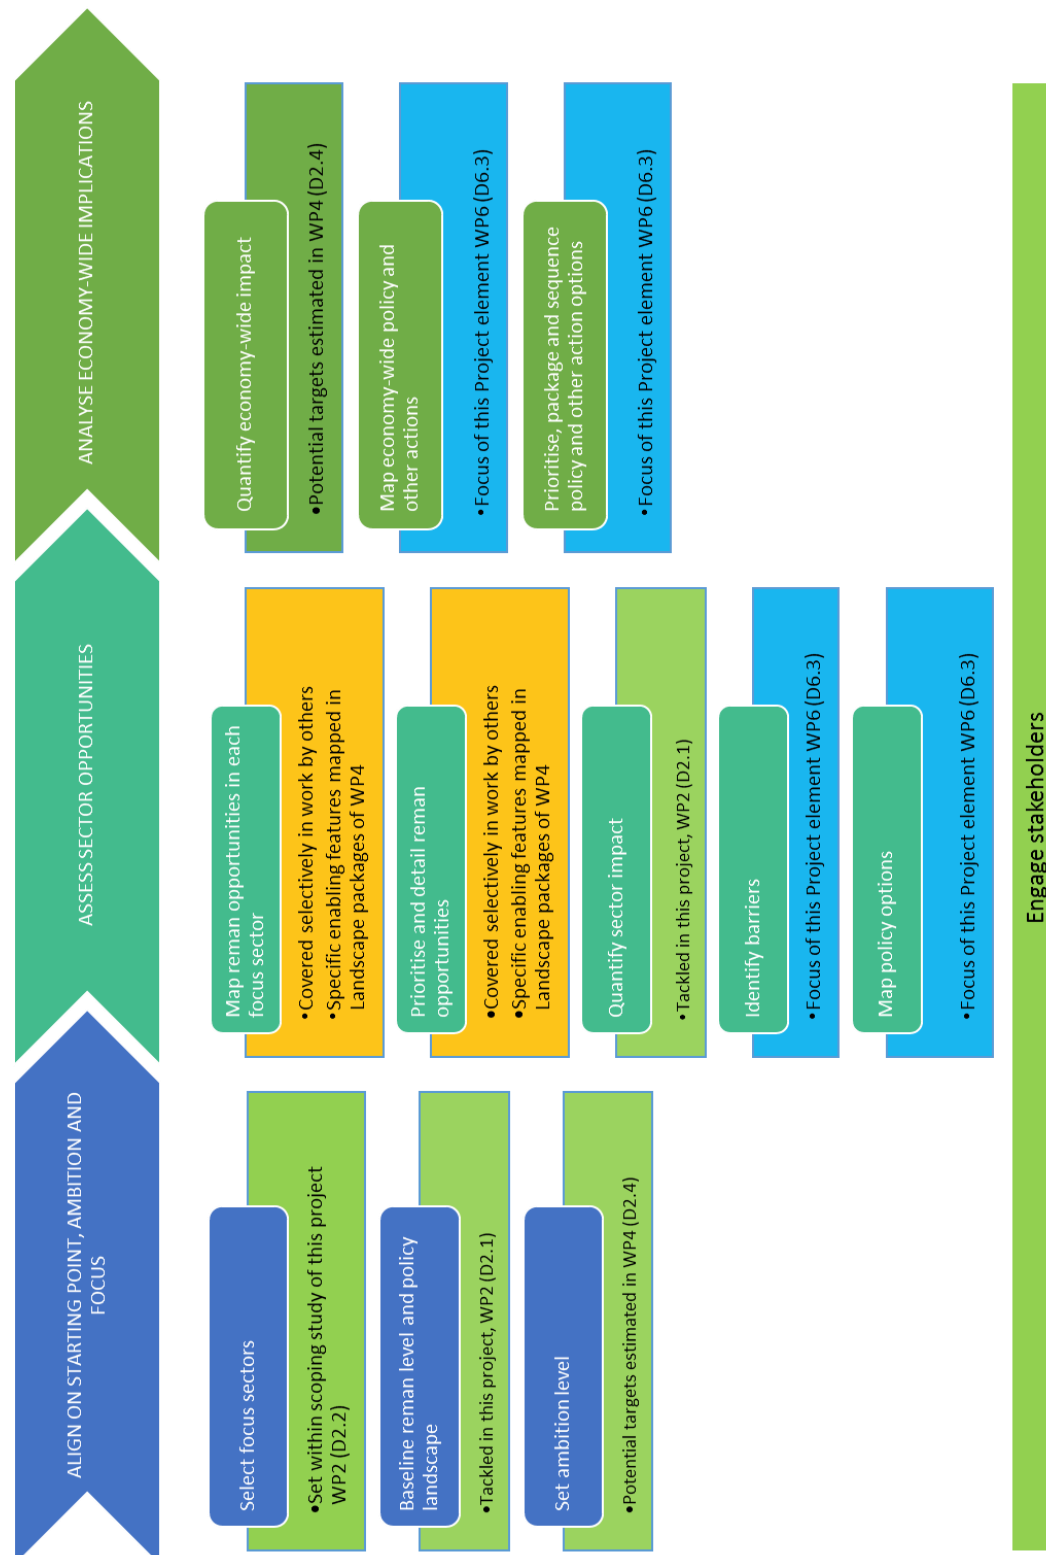 ALIGN ON STARTING POINT, AMBITION AND
FOCUS
Select focus sectors
•Set within scoping study of this project
WP2 (D2.2)
Baseline reman level and policy
landscape
•Tackled in this project, WP2 (D2.1)
Set ambition level
•Potential targets estimated in WP4 (D2.4)
ASSESS SECTOR OPPORTUNITIES
Map reman opportunities in each
focus sector
•Covered selectively in work by others
•Specific enabling features mapped in
Landscape packages of WP4
Prioritise and detail reman
opportunities
•Covered selectively in work by others
•Specific enabling features mapped in
Landscape packages of WP4
Quantify sector impact
•Tackled in this project, WP2 (D2.1)
Identify barriers
•Focus of this Project element WP6 (D6.3)
Map policy options
•Focus of this Project element WP6 (D6.3)
ANALYSE ECONOMY-WIDE IMPLICATIONS
Quantify economy-wide impact
•Potential targets estimated in WP4 (D2.4)
Map economy-wide policy and
other actions
•Focus of this Project element WP6 (D6.3)
Prioritise, package and sequence
policy and other action options
•Focus of this Project element WP6 (D6.3)
Engage stakeholders